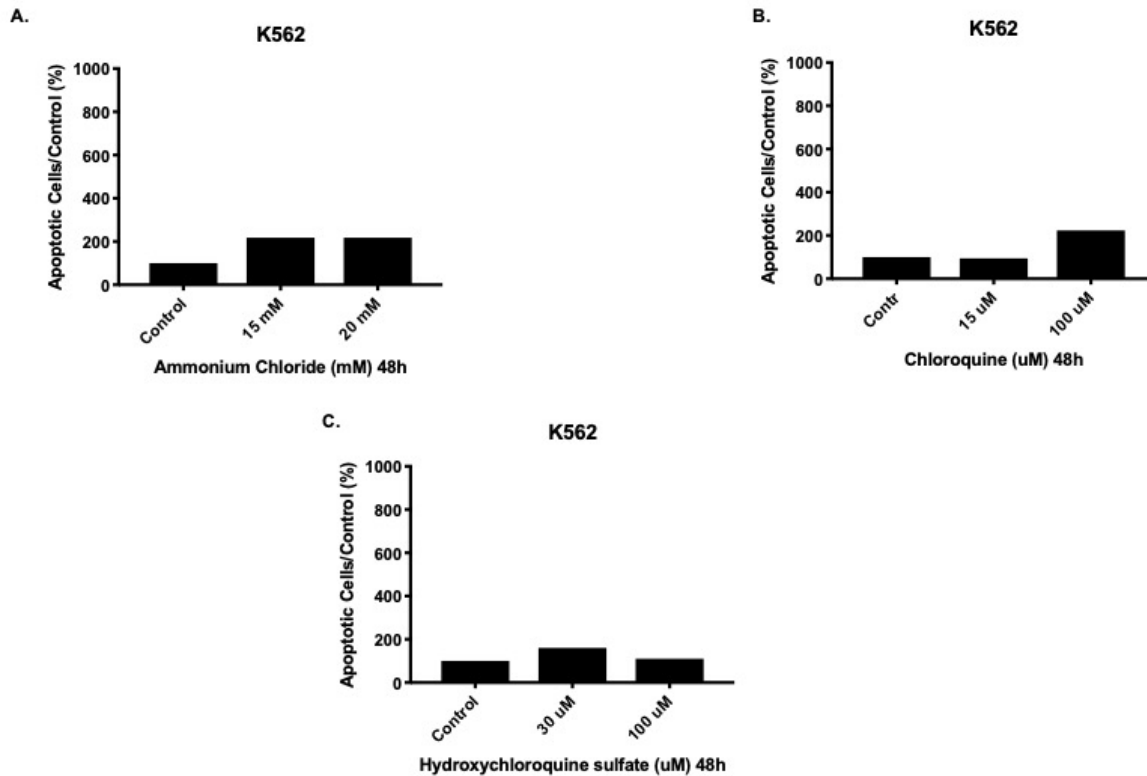 A.
K562
Apoptotic Cells/Control (%)
1000
800
600
400
200
0
Control
15 mM
20 mM
Ammonium Chloride (mM) 48h
B.
K562
Apoptotic Cells/Control (%)
1000
800
600
400
200
0
Contr
15 uM
100 uM
Chloroquine (uM) 48h
C.
K562
Apoptotic Cells/Control (%)
1000
800
600
400
200
0
Control
30 uM
100 uM
Hydroxychloroquine sulfate (uM) 48h